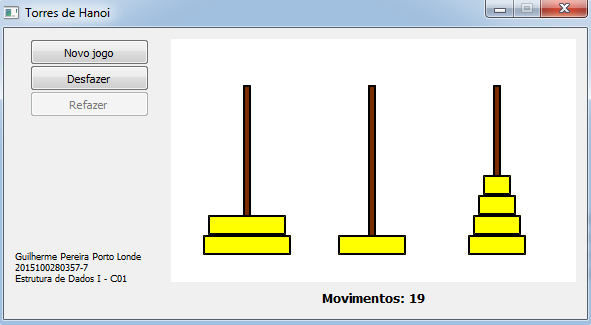 Torres de Hanoi
Novo jogo
Desfazer
Refazer
Guilherme Pereira Porto Londe
2015100280357-7
Estrutura de Dados I - C01
Movimentos: 19